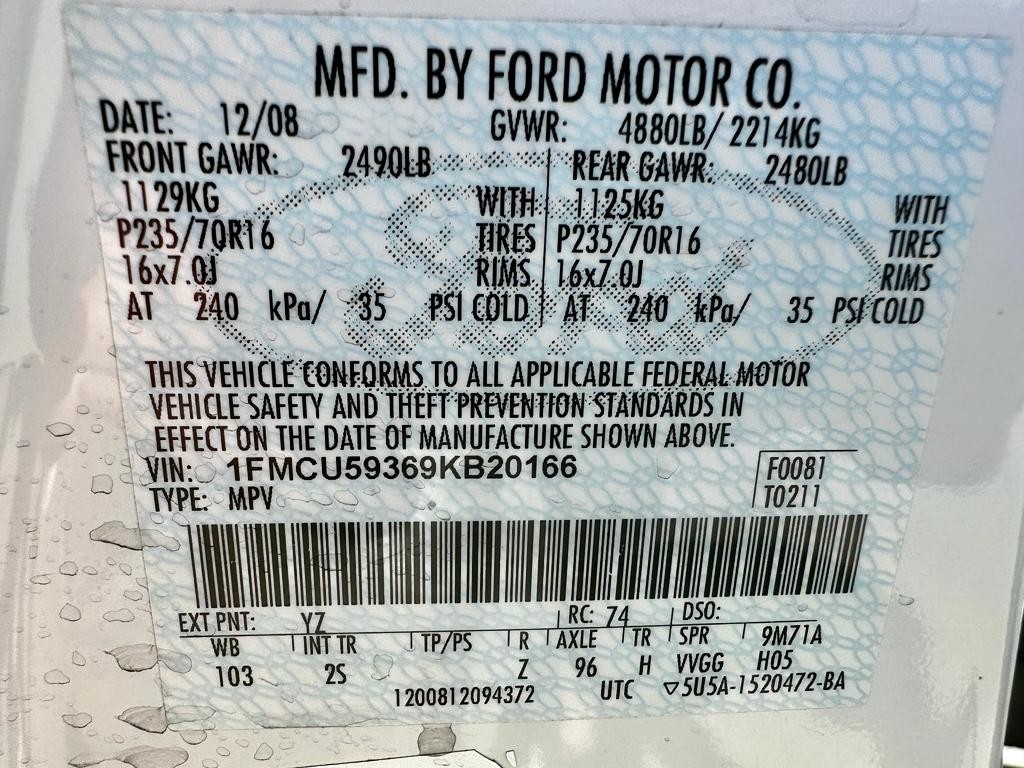 MFD. BY FORD MOTOR CO.
DATE: 12/08 GVWR: 4880LB/ 2214KG
FRONT GAWR: 2490LB REAR GAWR: 2480LB
1129KG WITH 1125KG WITH
P235/70R16 TIRES P235/70R16 TIRES
16x7.0J RIMS 16x7.0J RIMS
AT 240 kPa/ 35 PSI COLD AT 240 kPa/ 35 PSI COLD
THIS VEHICLE CONFORMS TO ALL APPLICABLE FEDERAL MOTOR
VEHICLE SAFETY AND THEFT PREVENTION STANDARDS IN
EFFECT ON THE DATE OF MANUFACTURE SHOWN ABOVE.
VIN: 1FMCU59369KB20166 F0081
TYPE: MPV T0211
EXT PNT: YZ RC: 74 DSO:
WB INT TR TP/PS R AXLE TR SPR 9M71A
103 2S Z 96 H VVGG H05
1200812094372 UTC ▽5U5A-1520472-BA